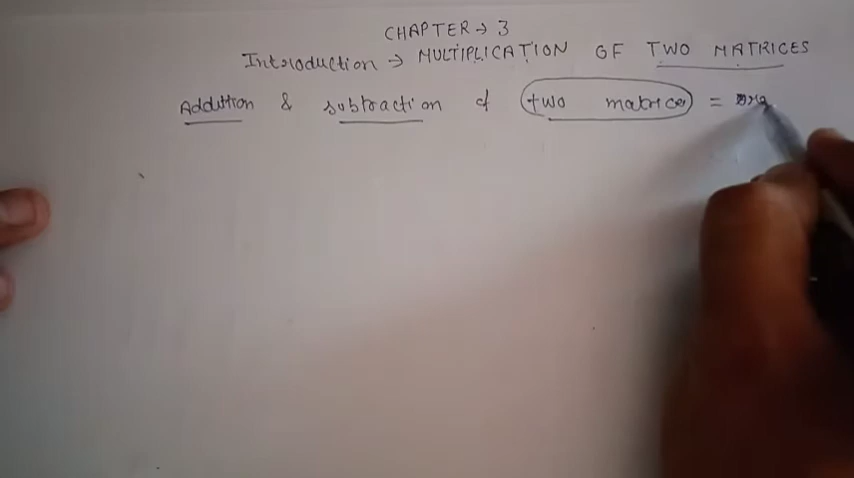 CHAPTER → 3
Introduction → MULTIPLICATION OF TWO MATRICES
Addition & subtraction of two matrices =